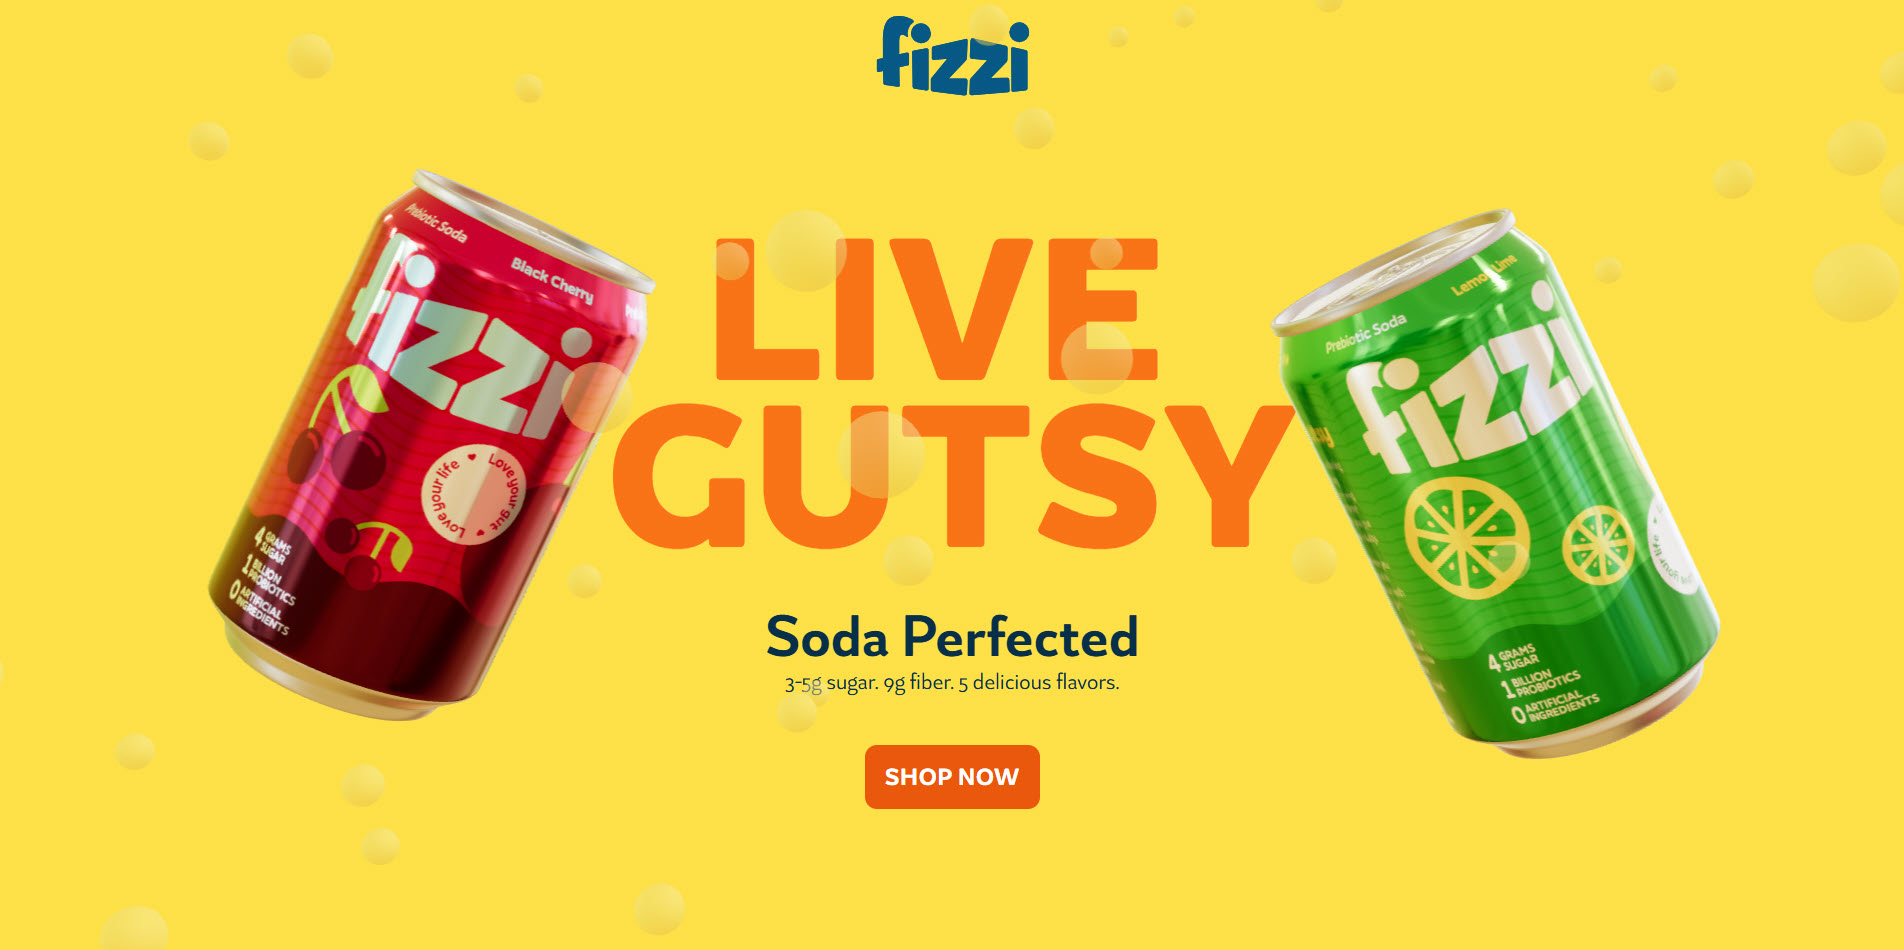 fizzi
Prebiotic Soda
Black Cherry
fizzi
Love your gut
Love your life
4 GRAMS
SUGAR
1 BILLION
PROBIOTICS
0 ARTIFICIAL
INGREDIENTS
LIVE
GUTSY
Soda Perfected
3-5g sugar. 9g fiber. 5 delicious flavors.
SHOP NOW
Prebiotic Soda
Lemon Lime
fizzi
4 GRAMS
SUGAR
1 BILLION
PROBIOTICS
0 ARTIFICIAL
INGREDIENTS